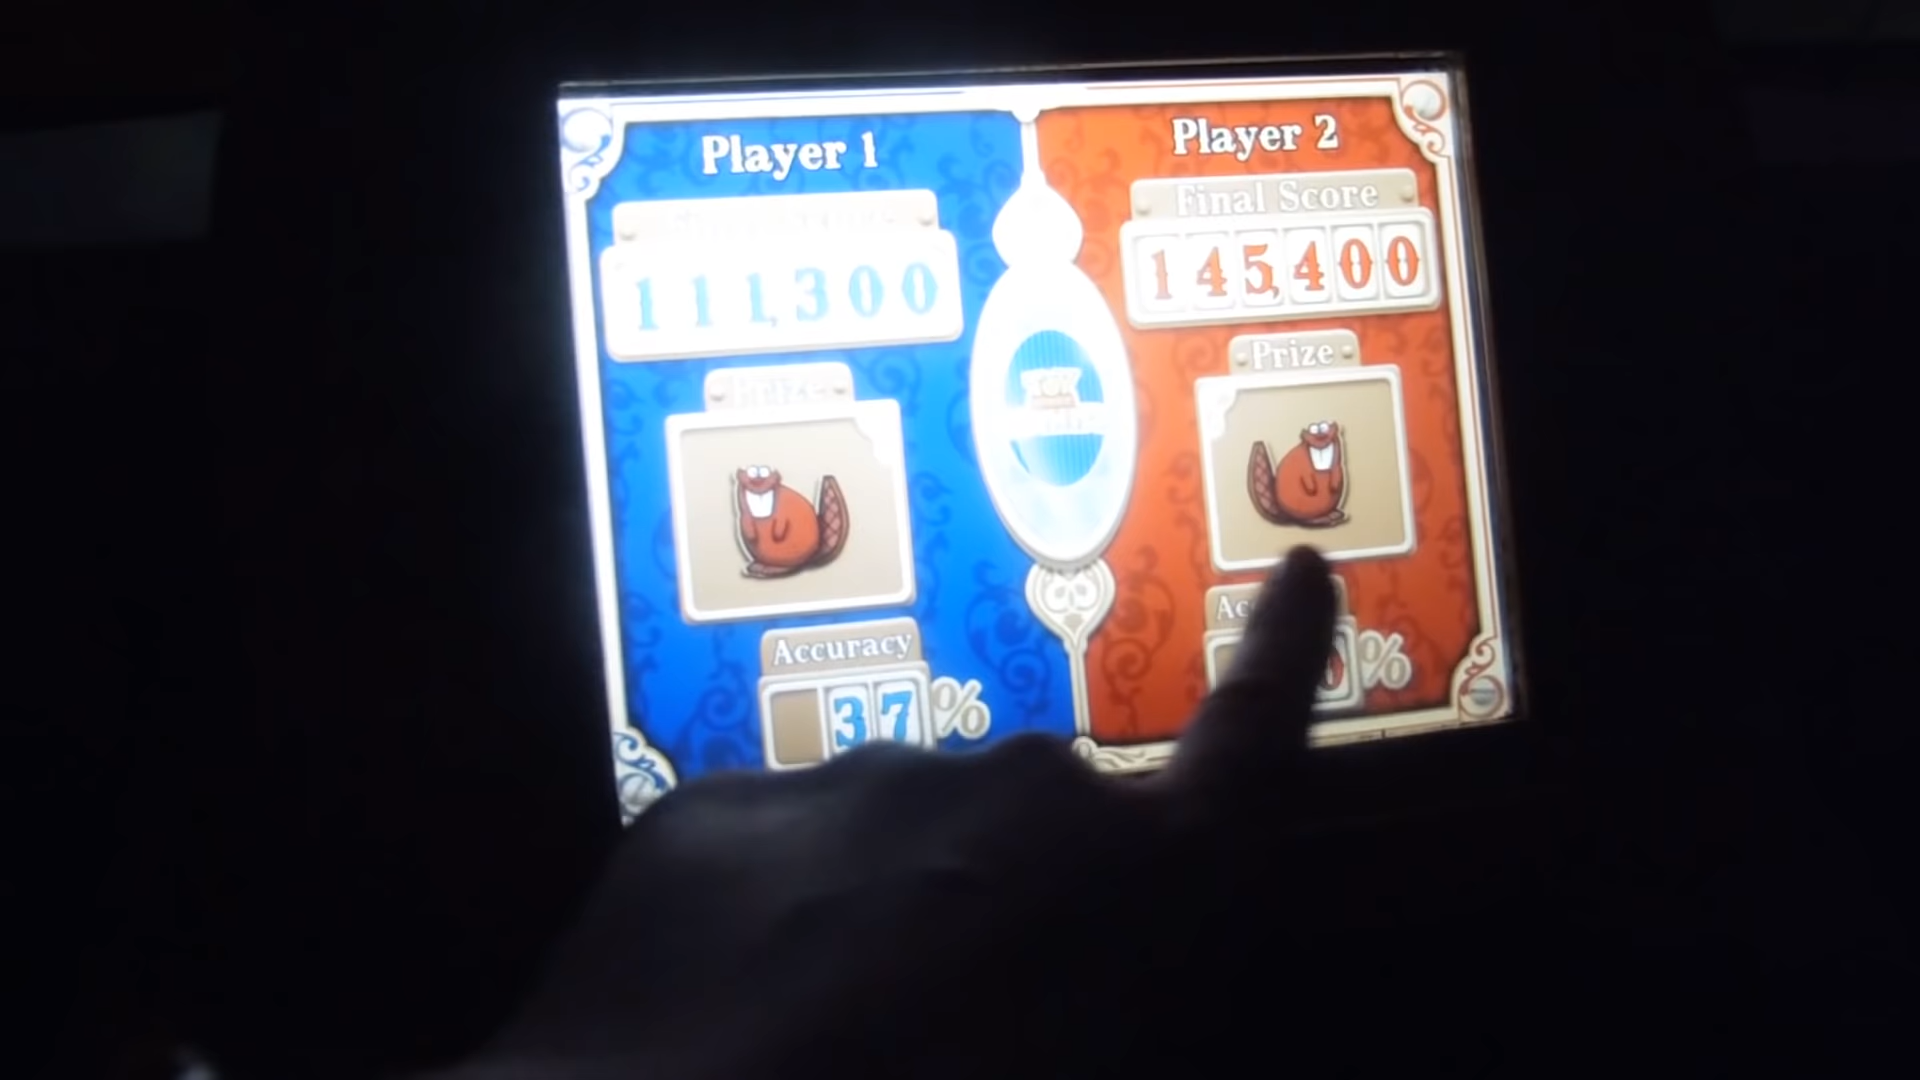 Player 1
111,300
Accuracy
37%
Player 2
Final Score
145,400
Prize
%